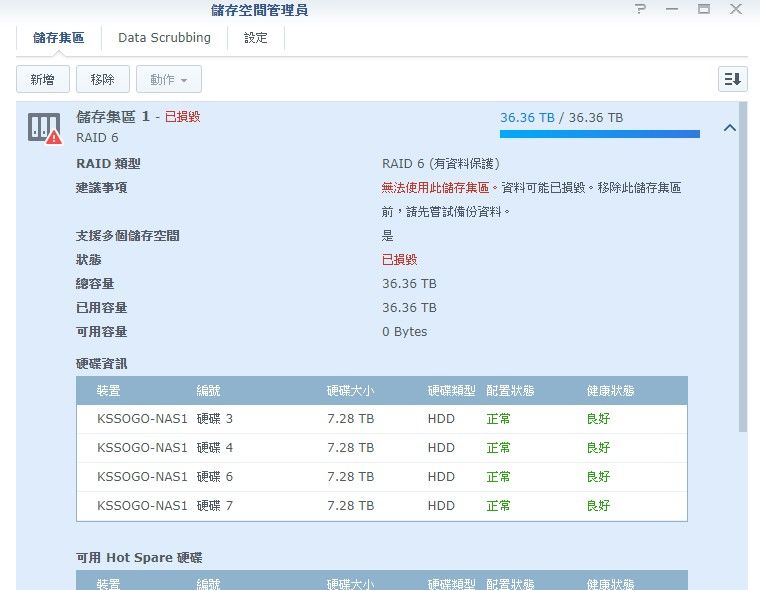 儲存空間管理員
儲存集區 Data Scrubbing 設定
新增 移除 動作
儲存集區 1 - 已損毀 36.36 TB / 36.36 TB
RAID 6
RAID 類型 RAID 6 (有資料保護)
建議事項 無法使用此儲存集區。資料可能已損毀。移除此儲存集區
前，請先嘗試備份資料。
支援多個儲存空間 是
狀態 已損毀
總容量 36.36 TB
已用容量 36.36 TB
可用容量 0 Bytes
硬碟資訊
裝置 編號 硬碟大小 硬碟類型 配置狀態 健康狀態
KSSOGO-NAS1 硬碟 3 7.28 TB HDD 正常 良好
KSSOGO-NAS1 硬碟 4 7.28 TB HDD 正常 良好
KSSOGO-NAS1 硬碟 6 7.28 TB HDD 正常 良好
KSSOGO-NAS1 硬碟 7 7.28 TB HDD 正常 良好
可用 Hot Spare 硬碟
裝置 編號 硬碟大小 硬碟類型 配置狀態 健康狀態